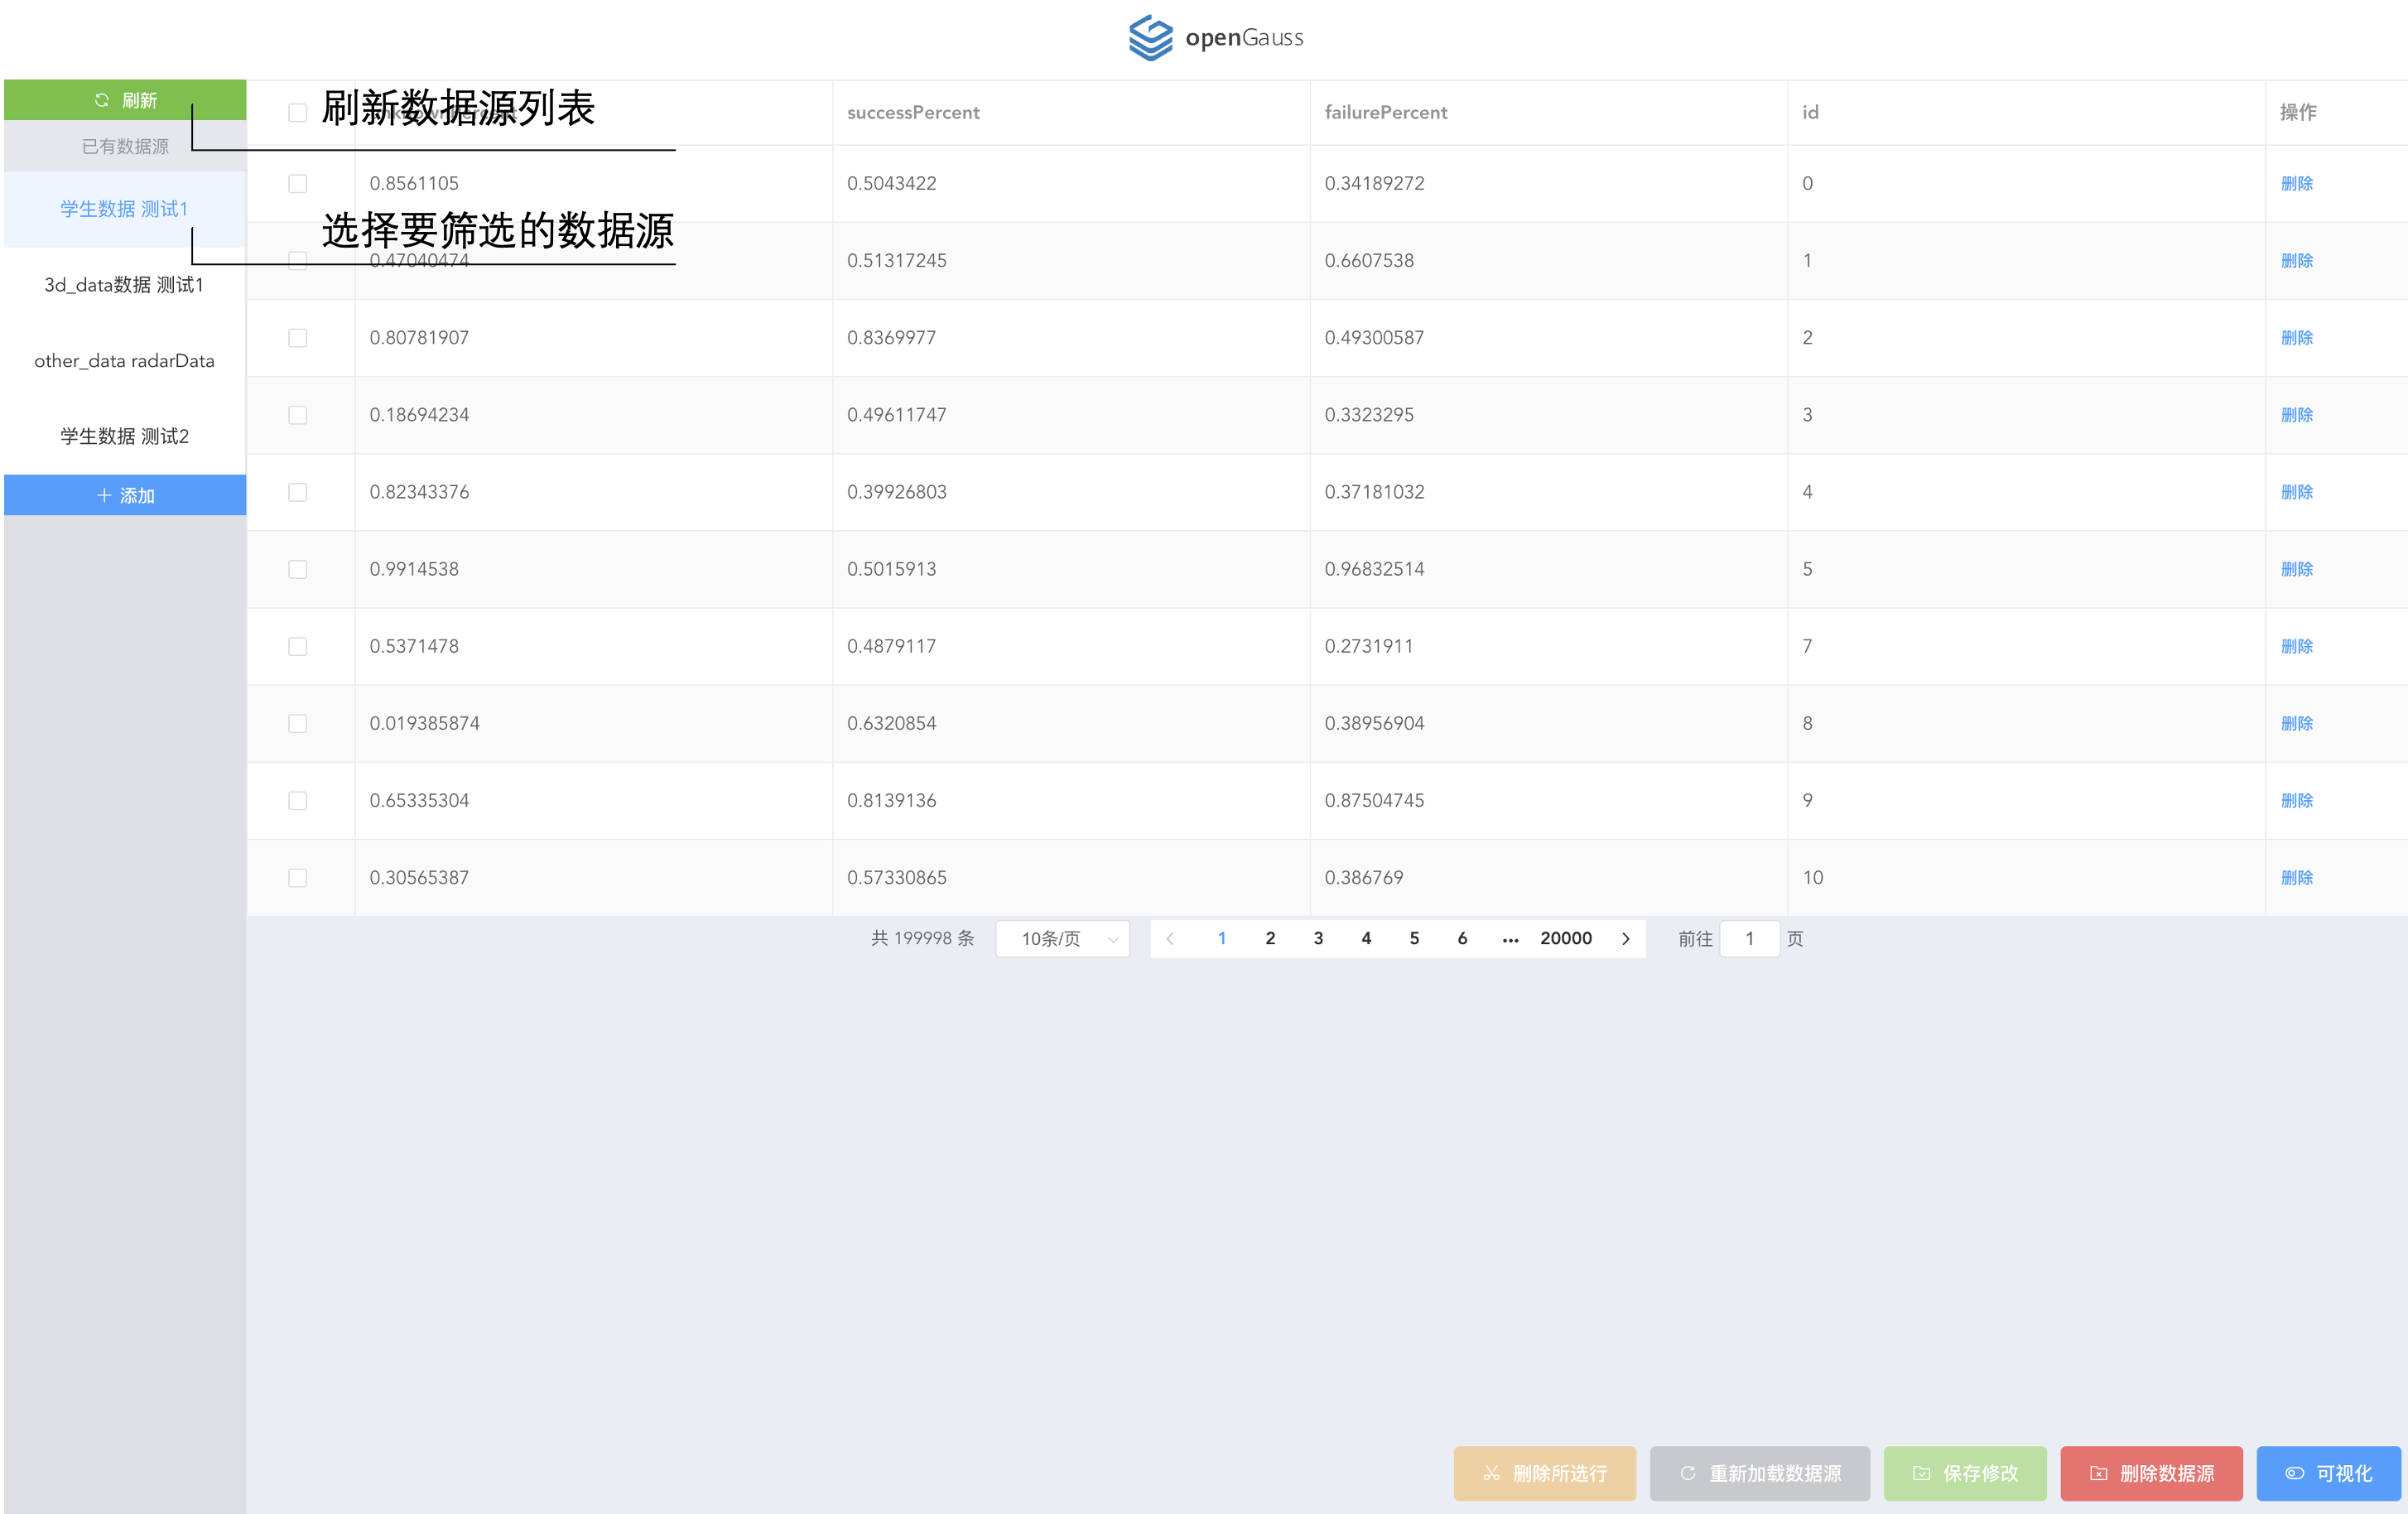 openGauss
刷新
刷新数据源列表
successPercent failurePercent id 操作
已有数据源
学生数据 测试1
3d_data数据 测试1
other_data radarData
学生数据 测试2
添加
选择要筛选的数据源
0.8561105 0.5043422 0.34189272 0 删除
0.47040474 0.51317245 0.6607538 1 删除
0.80781907 0.8369977 0.49300587 2 删除
0.18694234 0.49611747 0.3323295 3 删除
0.82343376 0.39926803 0.37181032 4 删除
0.9914538 0.5015913 0.96832514 5 删除
0.5371478 0.4879117 0.2731911 7 删除
0.019385874 0.6320854 0.38956904 8 删除
0.65335304 0.8139136 0.87504745 9 删除
0.30565387 0.57330865 0.386769 10 删除
共 199998 条 10条/页 1 2 3 4 5 6 ... 20000 前往 1 页
删除所选行 重新加载数据源 保存修改 删除数据源 可视化